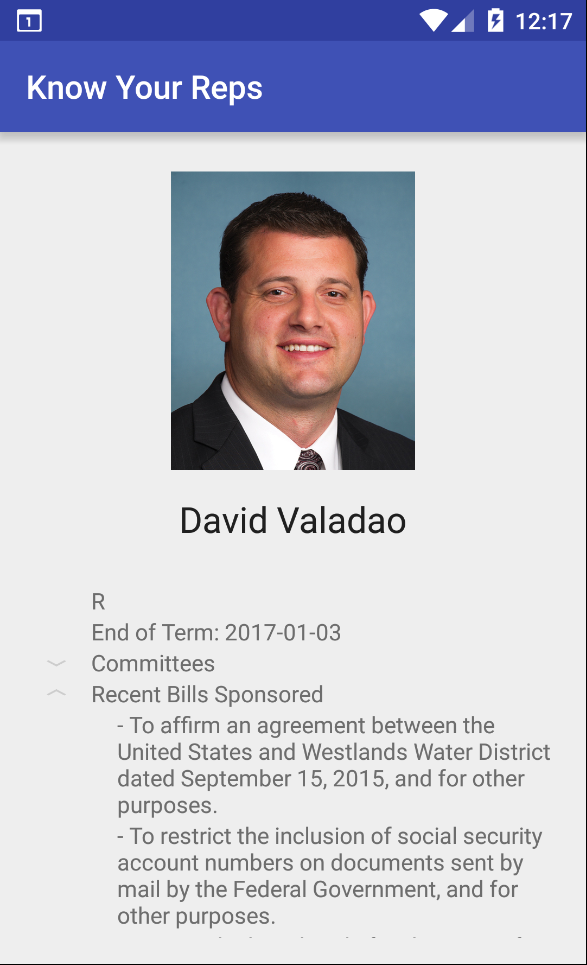 1
12:17
Know Your Reps
David Valadao
R
End of Term: 2017-01-03
Committees
Recent Bills Sponsored
- To affirm an agreement between the
United States and Westlands Water District
dated September 15, 2015, and for other
purposes.
- To restrict the inclusion of social security
account numbers on documents sent by
mail by the Federal Government, and for
other purposes.